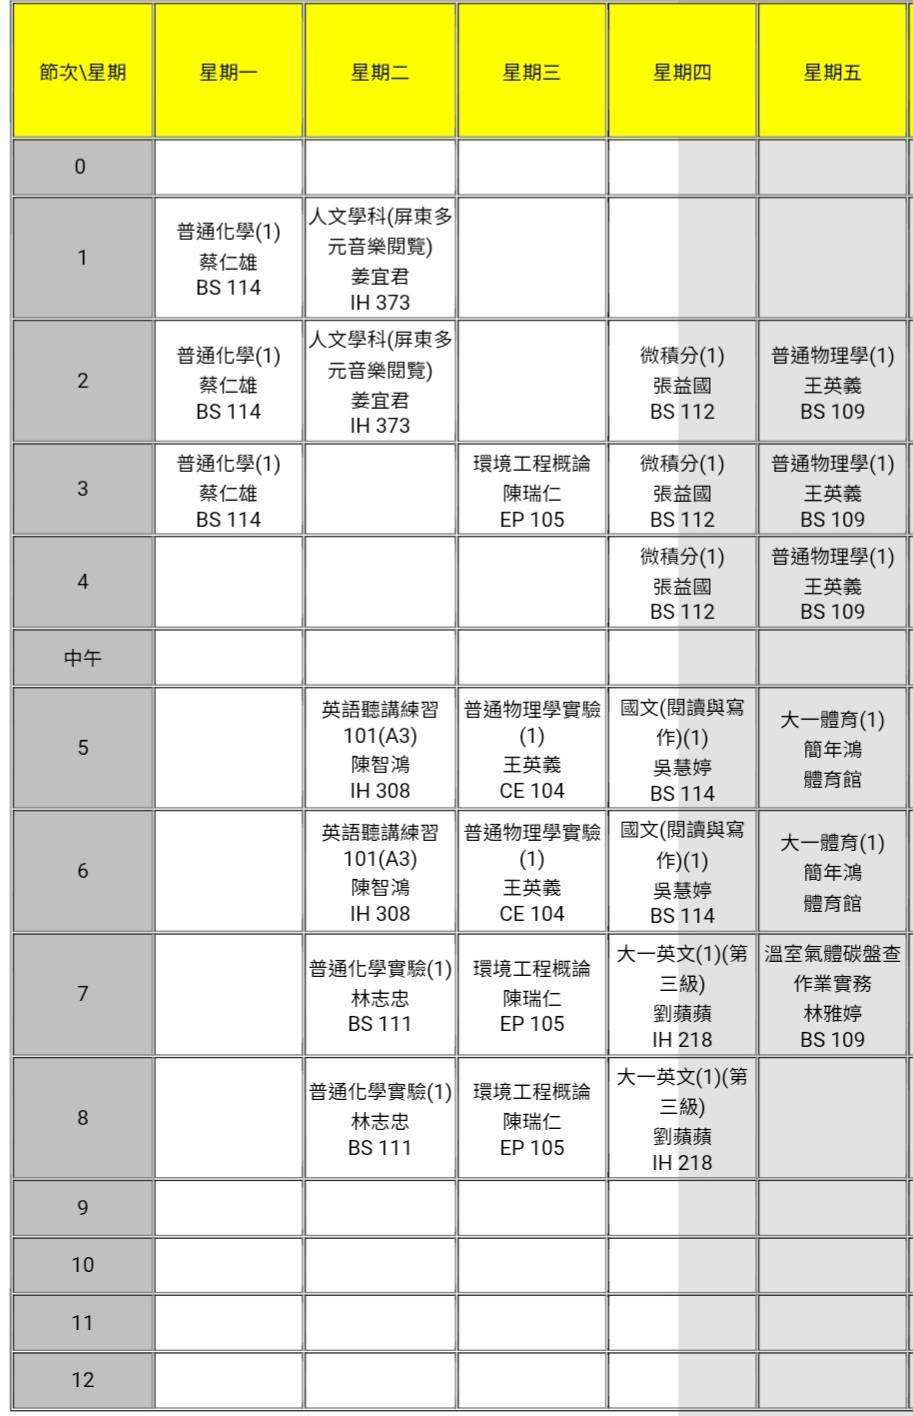 節次\星期 星期一 星期二 星期三 星期四 星期五
0
1
普通化學(1)
蔡仁雄
BS 114
人文學科(屏東多
元音樂閱覽)
姜宜君
IH 373
2
普通化學(1)
蔡仁雄
BS 114
人文學科(屏東多
元音樂閱覽)
姜宜君
IH 373
微積分(1)
張益國
BS 112
普通物理學(1)
王英義
BS 109
3
普通化學(1)
蔡仁雄
BS 114
環境工程概論
陳瑞仁
EP 105
微積分(1)
張益國
BS 112
普通物理學(1)
王英義
BS 109
4
微積分(1)
張益國
BS 112
普通物理學(1)
王英義
BS 109
中午
5
英語聽講練習
101(A3)
陳智鴻
IH 308
普通物理學實驗
(1)
王英義
CE 104
國文(閱讀與寫
作)(1)
吳慧婷
BS 114
大一體育(1)
簡年鴻
體育館
6
英語聽講練習
101(A3)
陳智鴻
IH 308
普通物理學實驗
(1)
王英義
CE 104
國文(閱讀與寫
作)(1)
吳慧婷
BS 114
大一體育(1)
簡年鴻
體育館
7
普通化學實驗(1)
林志忠
BS 111
環境工程概論
陳瑞仁
EP 105
大一英文(1)(第
三級)
劉蘋蘋
IH 218
溫室氣體碳盤查
作業實務
林雅婷
BS 109
8
普通化學實驗(1)
林志忠
BS 111
環境工程概論
陳瑞仁
EP 105
大一英文(1)(第
三級)
劉蘋蘋
IH 218
9
10
11
12